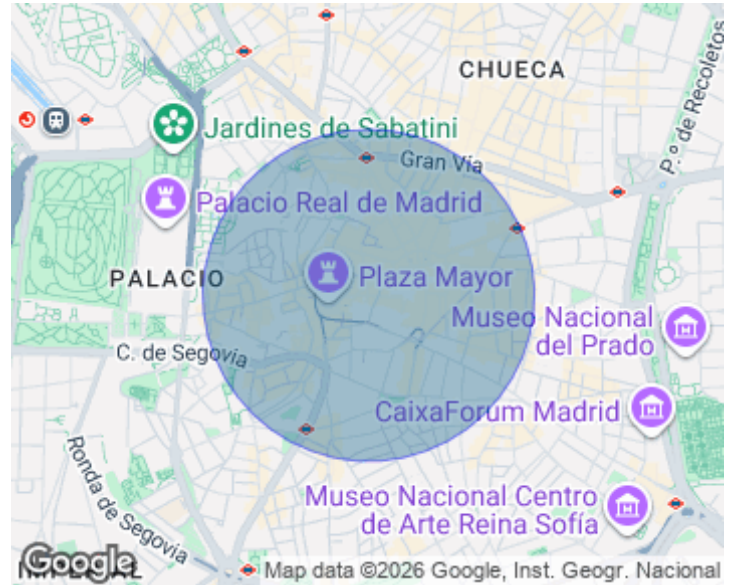 CHUECA
P.º de Recoletos
Jardines de Sabatini
Gran Vía
Palacio Real de Madrid
PALACIO
Plaza Mayor
Museo Nacional
del Prado
C. de Segovia
CaixaForum Madrid
Ronda de Segovia
Museo Nacional Centro
de Arte Reina Sofía
Google
Map data ©2026 Google, Inst. Geogr. Nacional